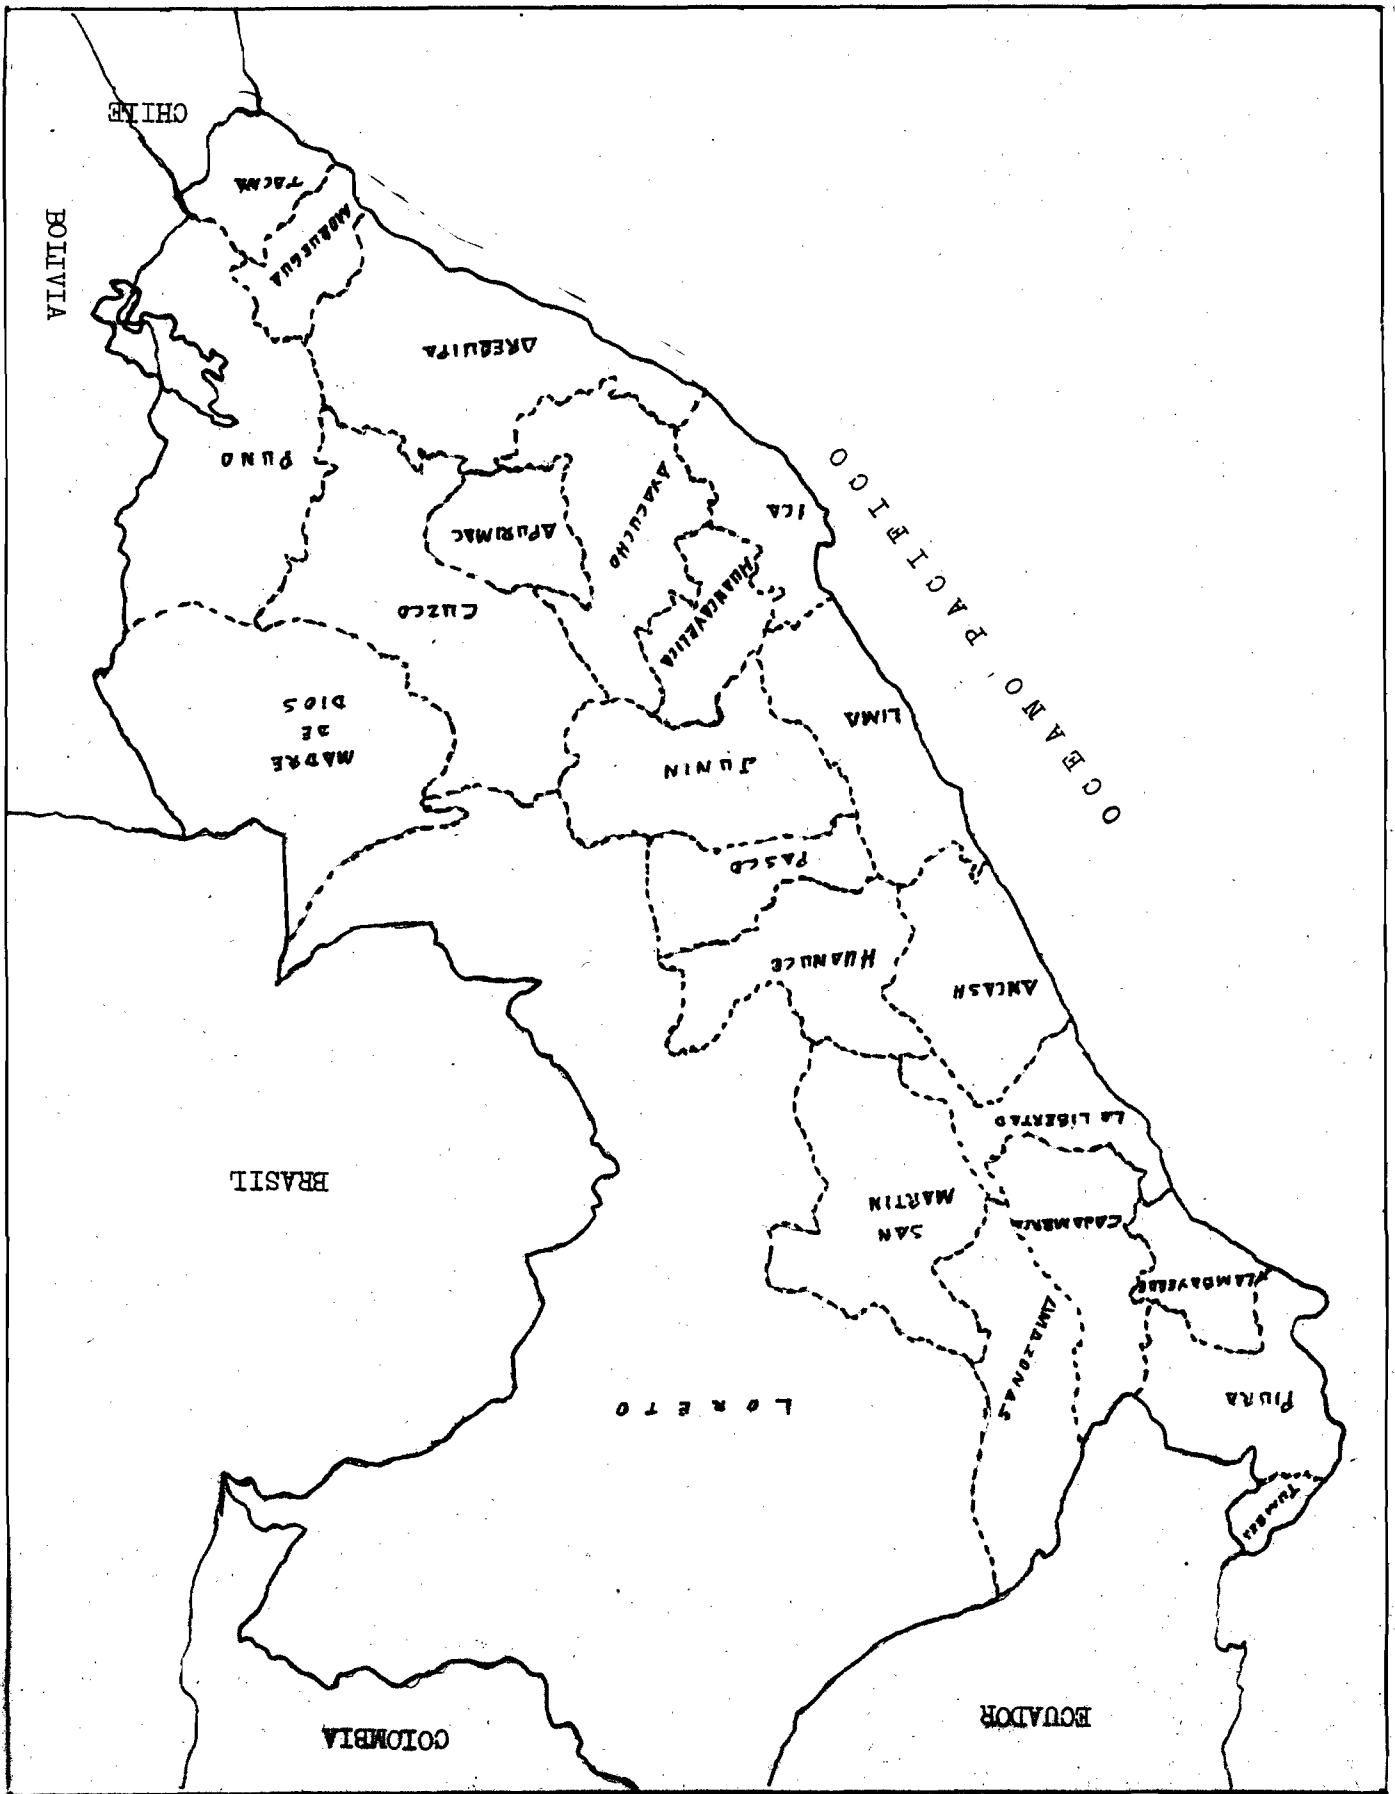 COLOMBIA
ECUADOR
TUMBES
PIURA
LORETO
AMAZONAS
LAMBAYEQUE
CAJAMARCA
SAN
MARTIN
BRASIL
LA LIBERTAD
ANCASH
HUANUCE
PASCO
JUNIN
OCEANO PACIFICO
MADRE
DE
DIOS
LIMA
HUANCAVELICA
CUZCO
APURIMAC
AYACUCHO
ICA
PUNO
AREQUIPA
MOQUEGUA
TACNA
BOLIVIA
CHILE